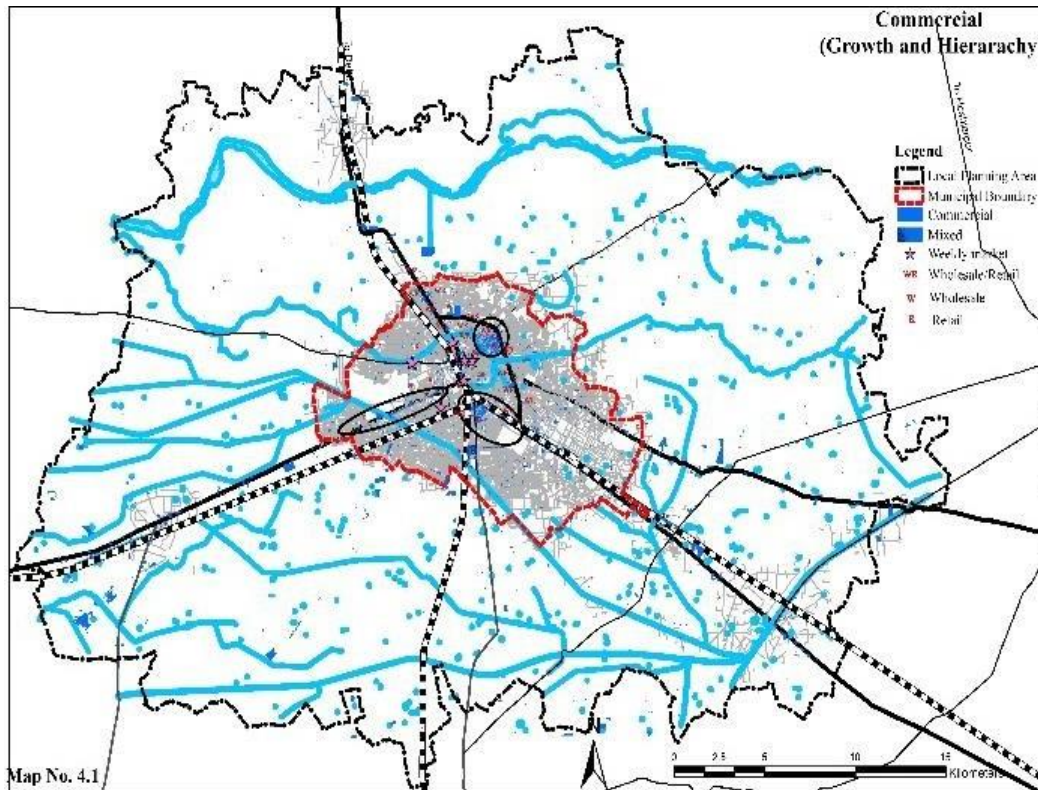 Commercial
(Growth and Hierarachy
Legend
Local Planning Area
Municipal Boundary
Commercial
Mixed
Weekly market
WR Wholesale/Retail
W Wholesale
R Retail
0 2.5 5 10 15
Kilometers
Map No. 4.1